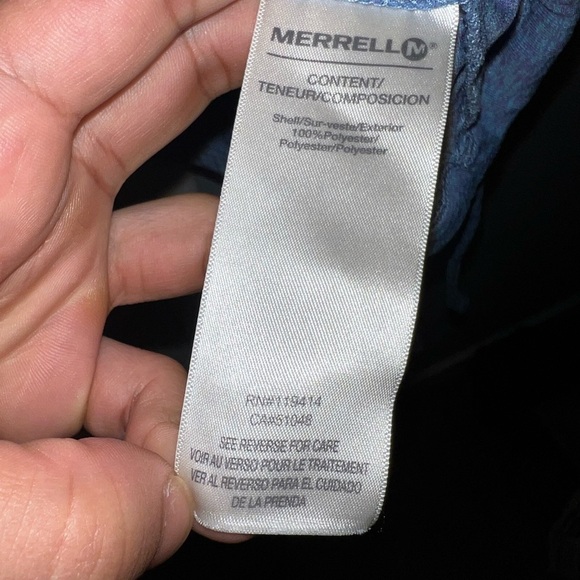 MERRELL M®
CONTENT/
TENEUR/COMPOSICION
Shell/Sur-veste/Exterior
100%Polyester/
Polyester/Polyester
RN#119414
CA#51048
SEE REVERSE FOR CARE
VOIR AU VERSO POUR LE TRAITEMENT
VER AL REVERSO PARA EL CUIDADO
DE LA PRENDA